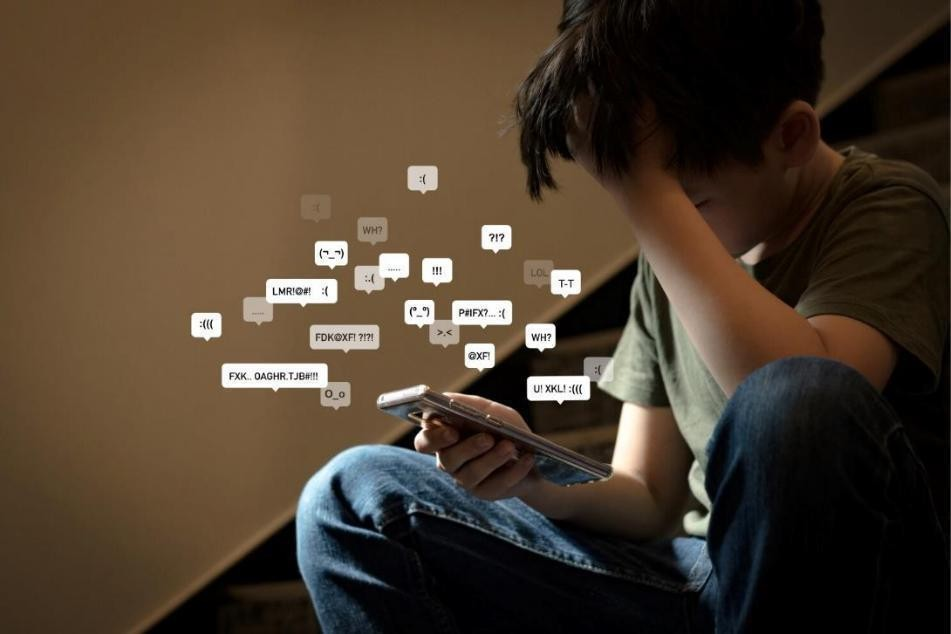 :(
:(
WH?
?!?
(¬_¬)
.....
!!!
:.(
LOL
T-T
LMR!@#! :(
.....
(°_°)
P#IFX?... :(
:(((
FDK@XF! ?!?!
>.<
WH?
@XF!
:(
FXK.. OAGHR.TJB#!!!
O_o
U! XKL! :(((